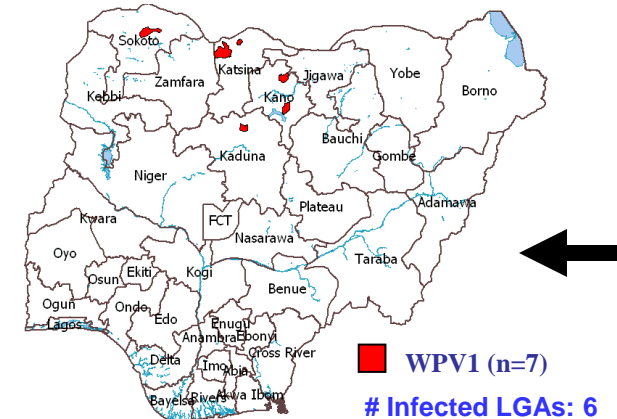 Sokoto
Katsina
Jigawa
Yobe
Borno
Zamfara
Kebbi
Kano
Bauchi
Gombe
Kaduna
Niger
Plateau
Adamawa
Kwara
FCT
Nasarawa
Oyo
Taraba
Ekiti
Kogi
Osun
Benue
Ogun
Ondo
Edo
Lagos
Enugu
Anambra
Ebonyi
Cross River
Delta
Imo
Abia
Bayelsa
Rivers
Akwa Ibom
WPV1 (n=7)
# Infected LGAs: 6